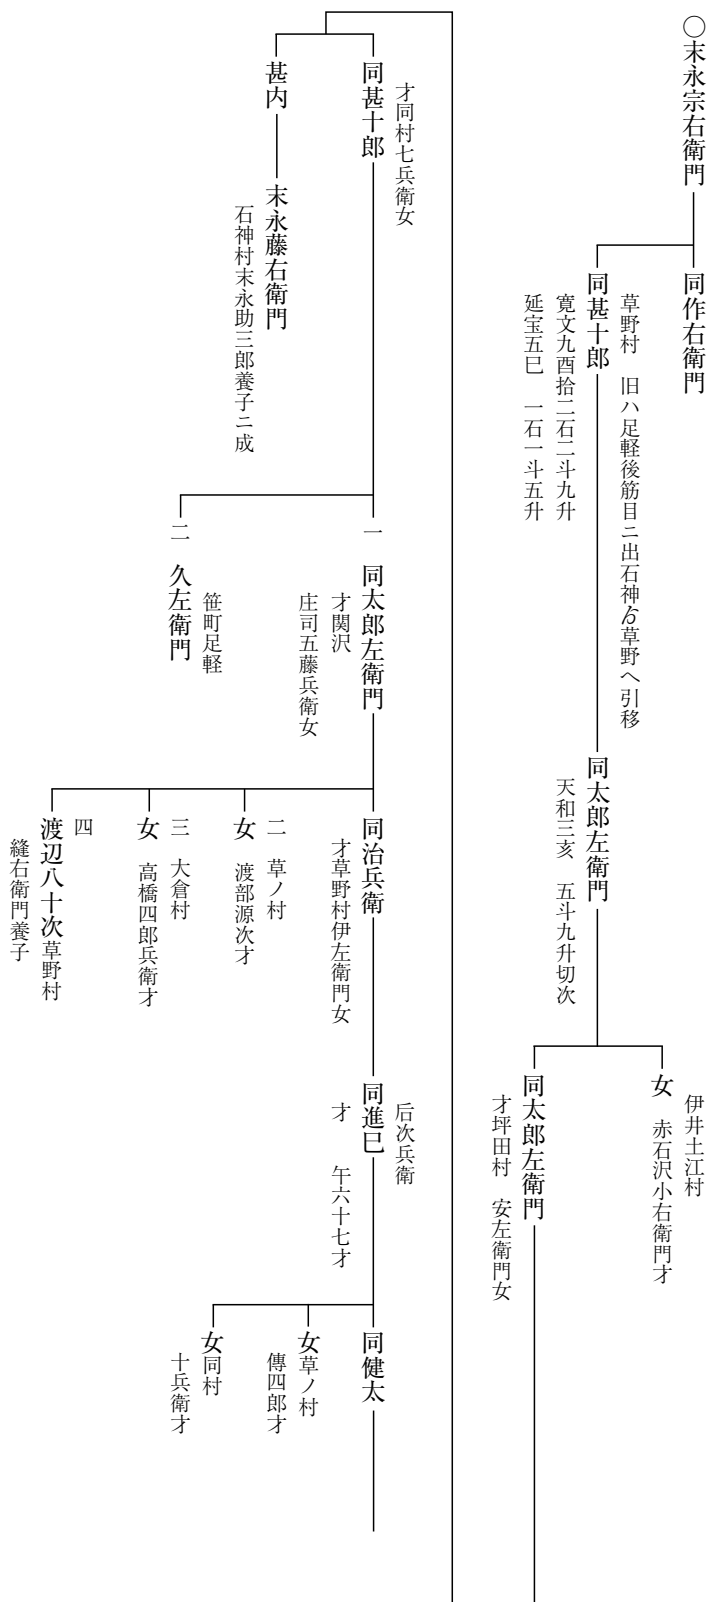 ○末永宗右衛門
同作右衛門
草野村　旧ハ足軽後筋目ニ出石神ゟ草野へ引移
同甚十郎
寛文九酉拾二石二斗九升
延宝五巳　一石一斗五升
同太郎左衛門
天和三亥　五斗九升切次
伊井土江村
女　赤石沢小右衛門才
同太郎左衛門
才坪田村　安左衛門女
才同村七兵衛女
同甚十郎
甚内
末永藤右衛門
石神村末永助三郎養子ニ成
一　同太郎左衛門
才関沢
庄司五藤兵衛女
笹町足軽
二　久左衛門
同治兵衛
才草野村伊左衛門女
二　草ノ村
女　渡部源次才
三　大倉村
女　高橋四郎兵衛才
四
渡辺八十次草野村
縫右衛門養子
后次兵衛
同進巳
才　　午六十七才
同健太
女草ノ村
傳四郎才
女同村
十兵衛才